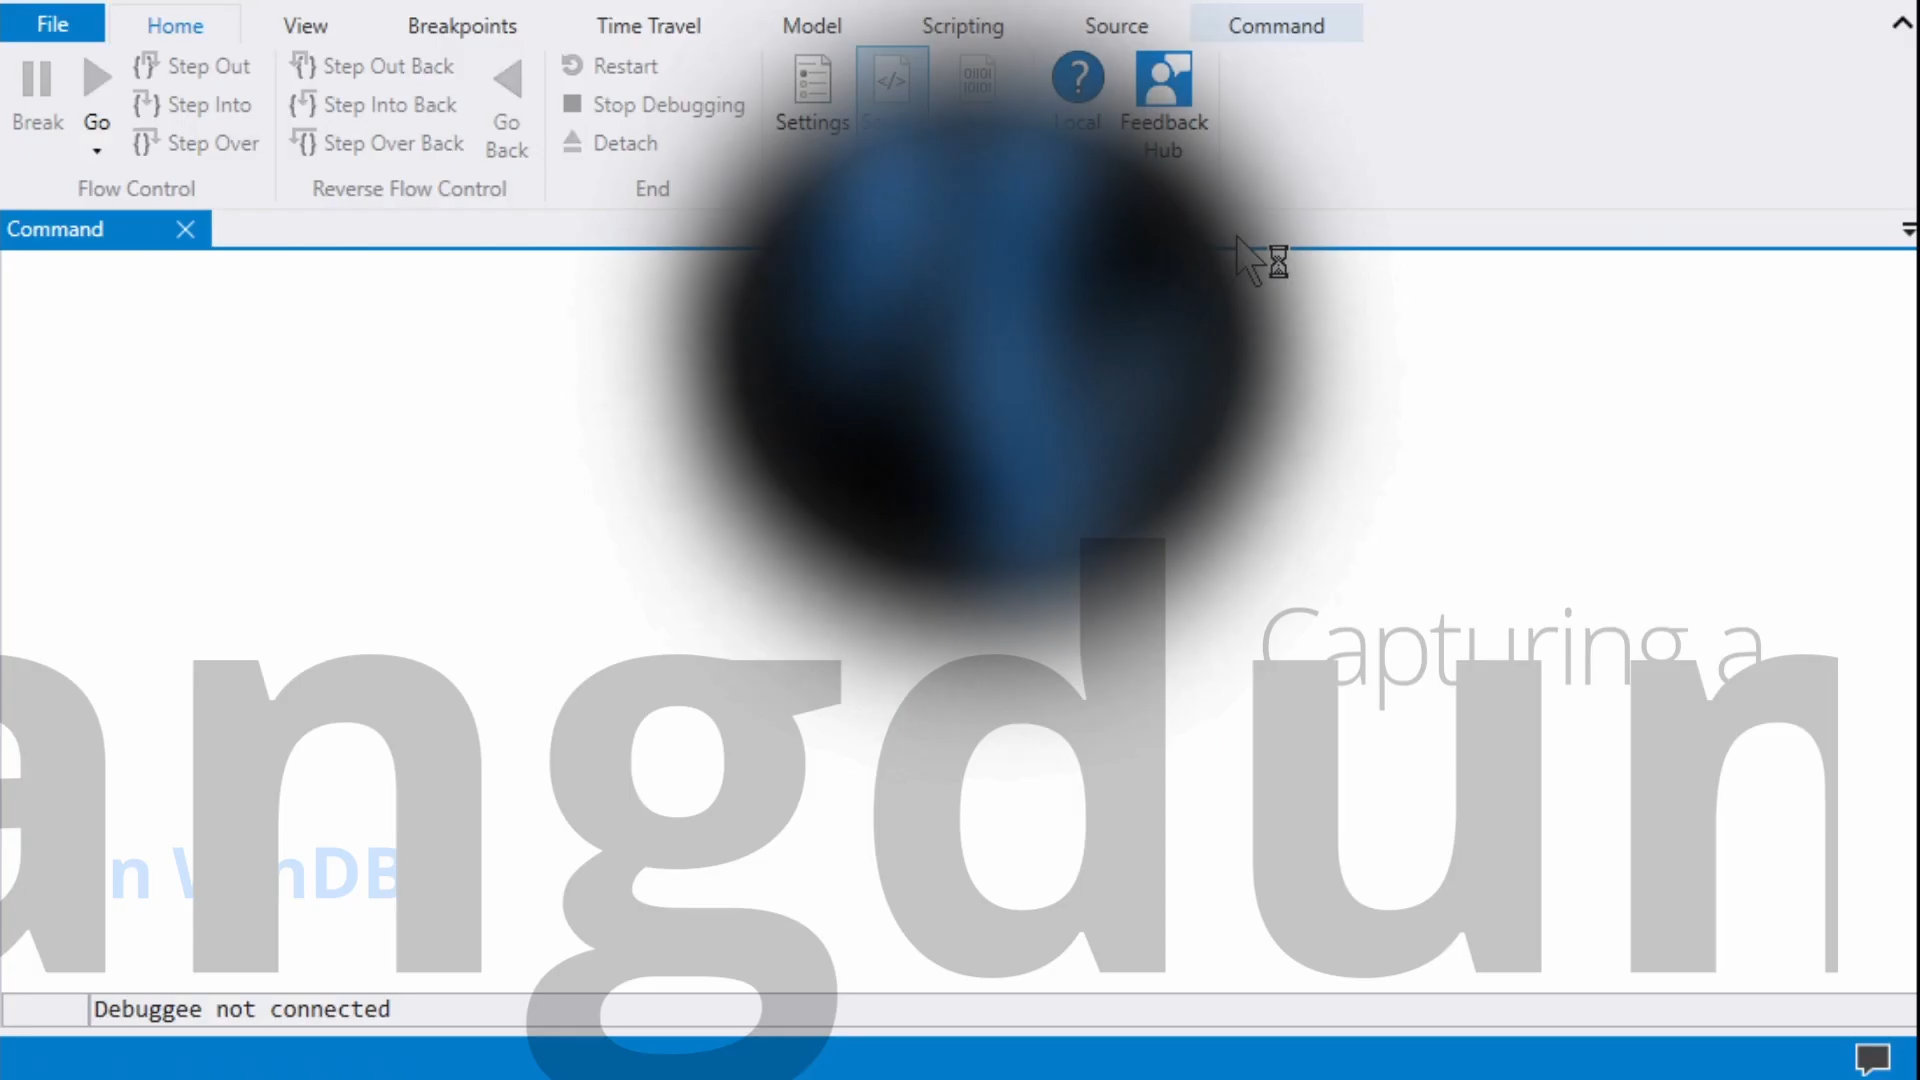 File Home View Breakpoints Time Travel Model Scripting Source Command
Break
Go
Step Out
Step Into
Step Over
Flow Control
Step Out Back
Step Into Back
Step Over Back
Go
Back
Reverse Flow Control
Restart
Stop Debugging
Detach
End
Settings
Local
Feedback
Hub
Command
Capturing a
angdun
n WinDB
Debuggee not connected